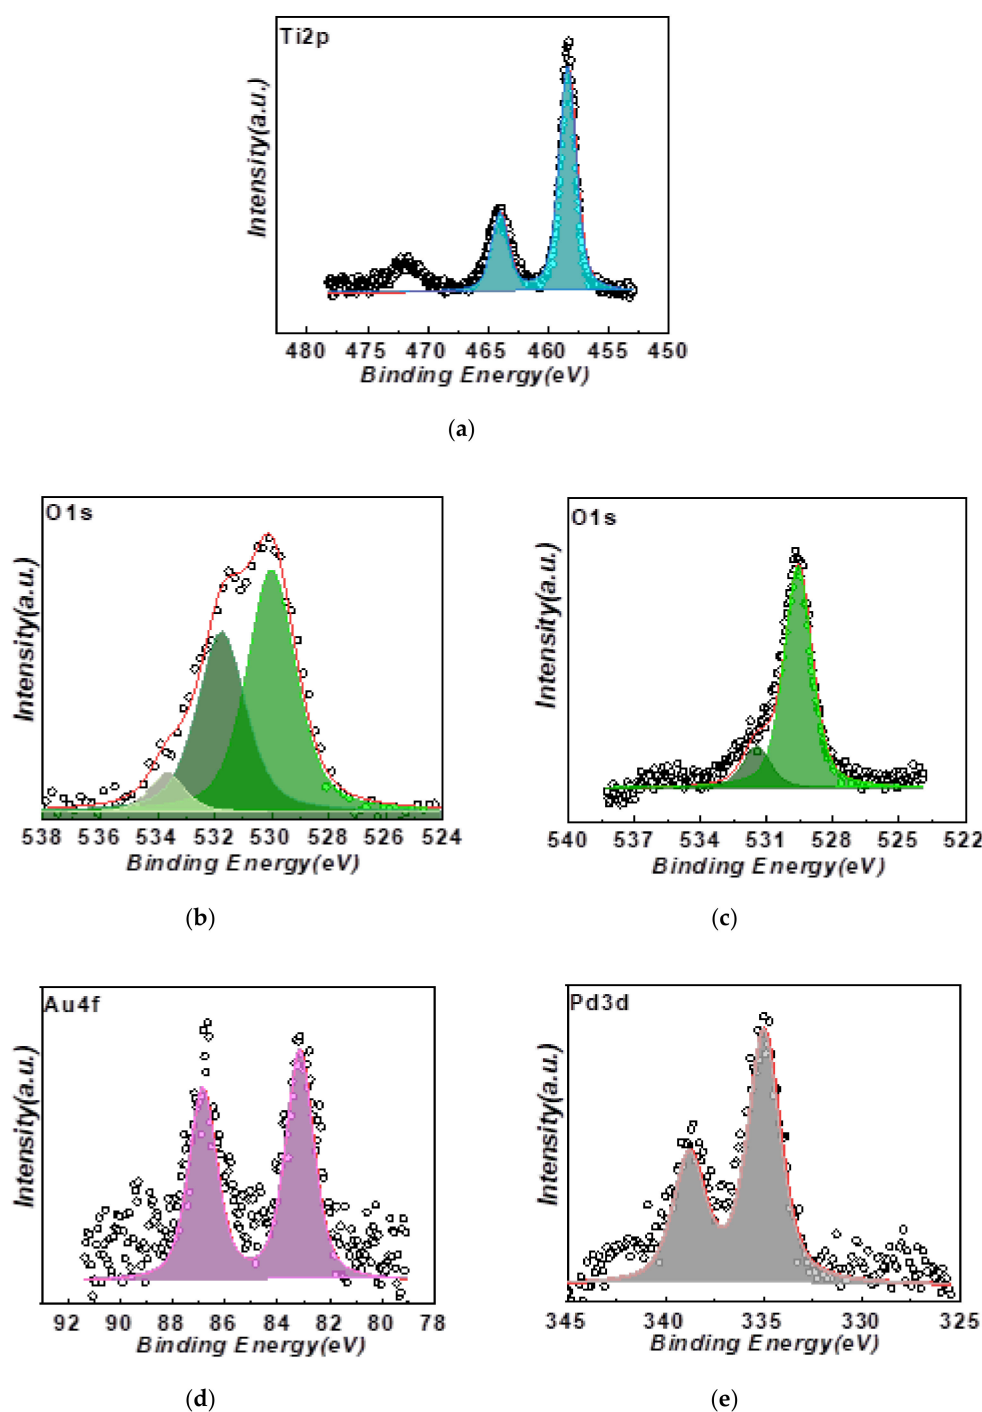 Ti2p
Intensity(a.u.)
480 475 470 465 460 455 450
Binding Energy(eV)
(a)
O1s
Intensity(a.u.)
538 536 534 532 530 528 526 524
Binding Energy(eV)
(b)
O1s
Intensity(a.u.)
540 537 534 531 528 525 522
Binding Energy(eV)
(c)
Au4f
Intensity(a.u.)
92 90 88 86 84 82 80 78
Binding Energy(eV)
(d)
Pd3d
Intensity(a.u.)
345 340 335 330 325
Binding Energy(eV)
(e)